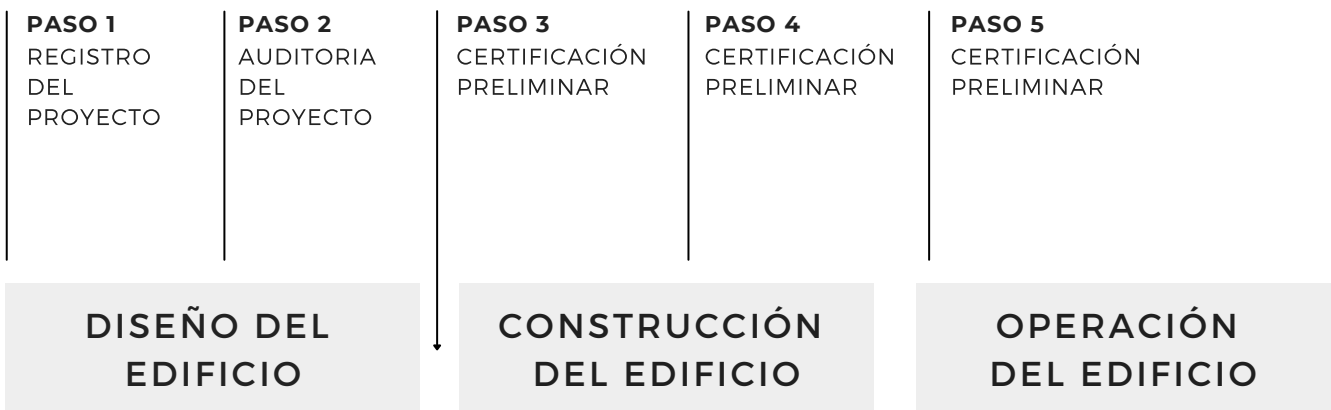 PASO 1
REGISTRO
DEL
PROYECTO
PASO 2
AUDITORIA
DEL
PROYECTO
PASO 3
CERTIFICACIÓN
PRELIMINAR
PASO 4
CERTIFICACIÓN
PRELIMINAR
PASO 5
CERTIFICACIÓN
PRELIMINAR
DISEÑO DEL
EDIFICIO
CONSTRUCCIÓN
DEL EDIFICIO
OPERACIÓN
DEL EDIFICIO